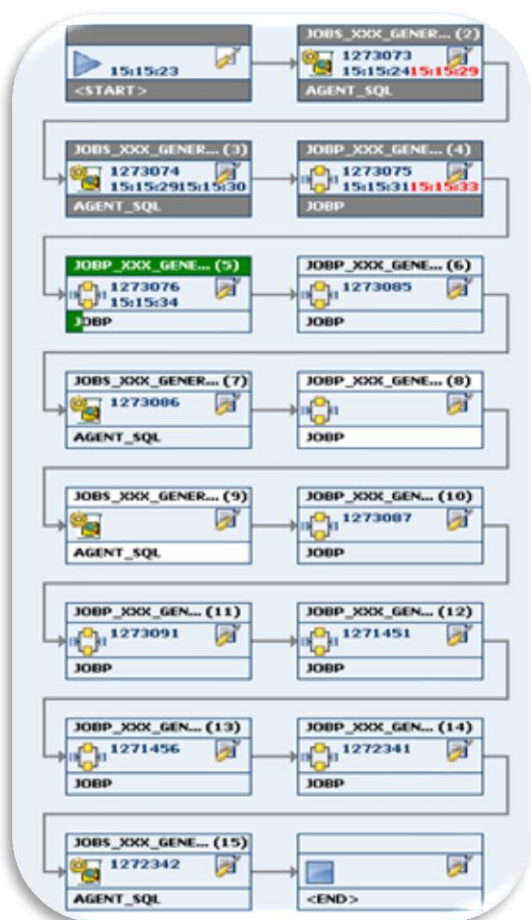 15:15:23
<START>
JOBS_XXX_GENER... (2)
1273073
15:15:2415:15:29
AGENT_SQL
JOBS_XXX_GENER... (3)
1273074
15:15:2915:15:30
AGENT_SQL
JOBP_XXX_GENE... (4)
1273075
15:15:3115:15:33
JOBP
JOBP_XXX_GENE... (5)
1273076
15:15:34
JOBP
JOBP_XXX_GENE... (6)
1273085
JOBP
JOBS_XXX_GENER... (7)
1273086
AGENT_SQL
JOBP_XXX_GENE... (8)
JOBP
JOBS_XXX_GENER... (9)
AGENT_SQL
JOBP_XXX_GEN... (10)
1273087
JOBP
JOBP_XXX_GEN... (11)
1273091
JOBP
JOBP_XXX_GEN... (12)
1271451
JOBP
JOBP_XXX_GEN... (13)
1271456
JOBP
JOBP_XXX_GEN... (14)
1272341
JOBP
JOBS_XXX_GENE... (15)
1272342
AGENT_SQL
<END>